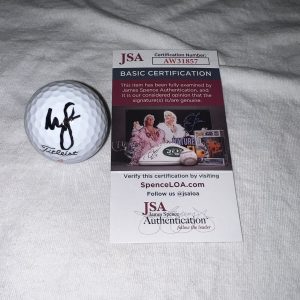 Titleist
JSA
Certification Number:
AW31857
BASIC CERTIFICATION
This item has been fully examined by
James Spence Authentication, and
it is our considered opinion that the
signature(s) is/are genuine.
Verify this certification by visiting
SpenceLOA.com
Follow us @jsaloa
JSA
James Spence
Authentication
follow the leader